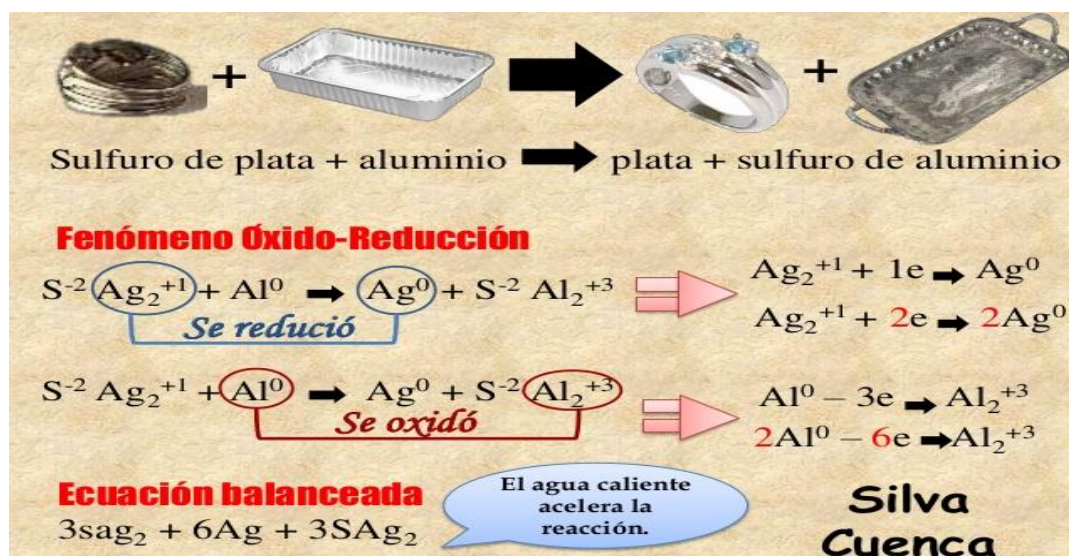 + +
Sulfuro de plata + aluminio ➡ plata + sulfuro de aluminio
Fenómeno Óxido-Reducción
S⁻² Ag₂⁺¹ + Al⁰ ➡ Ag⁰ + S⁻² Al₂⁺³
Se redució
Ag₂⁺¹ + 1e ➡ Ag⁰
Ag₂⁺¹ + 2e ➡ 2Ag⁰
S⁻² Ag₂⁺¹ + Al⁰ ➡ Ag⁰ + S⁻² Al₂⁺³
Se oxidó
Al⁰ – 3e ➡ Al₂⁺³
2Al⁰ – 6e ➡ Al₂⁺³
Ecuación balanceada
3sag₂ + 6Ag + 3SAg₂
El agua caliente
acelera la
reacción.
Silva
Cuenca